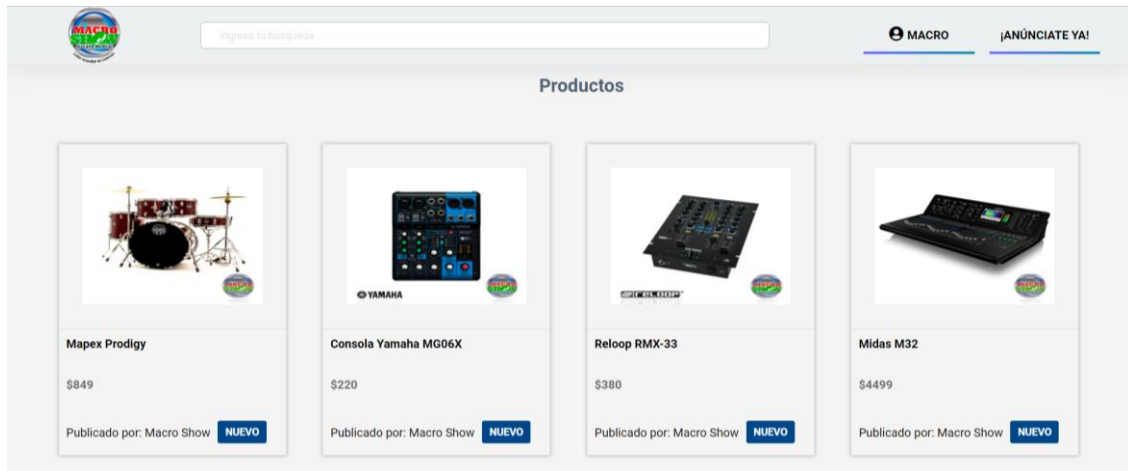 MACRO
SHOW
Ingresa tu búsqueda
MACRO
¡ANÚNCIATE YA!
Productos
YAMAHA
reloop
Mapex Prodigy
Consola Yamaha MG06X
Reloop RMX-33
Midas M32
$849
$220
$380
$4499
Publicado por: Macro Show NUEVO
Publicado por: Macro Show NUEVO
Publicado por: Macro Show NUEVO
Publicado por: Macro Show NUEVO